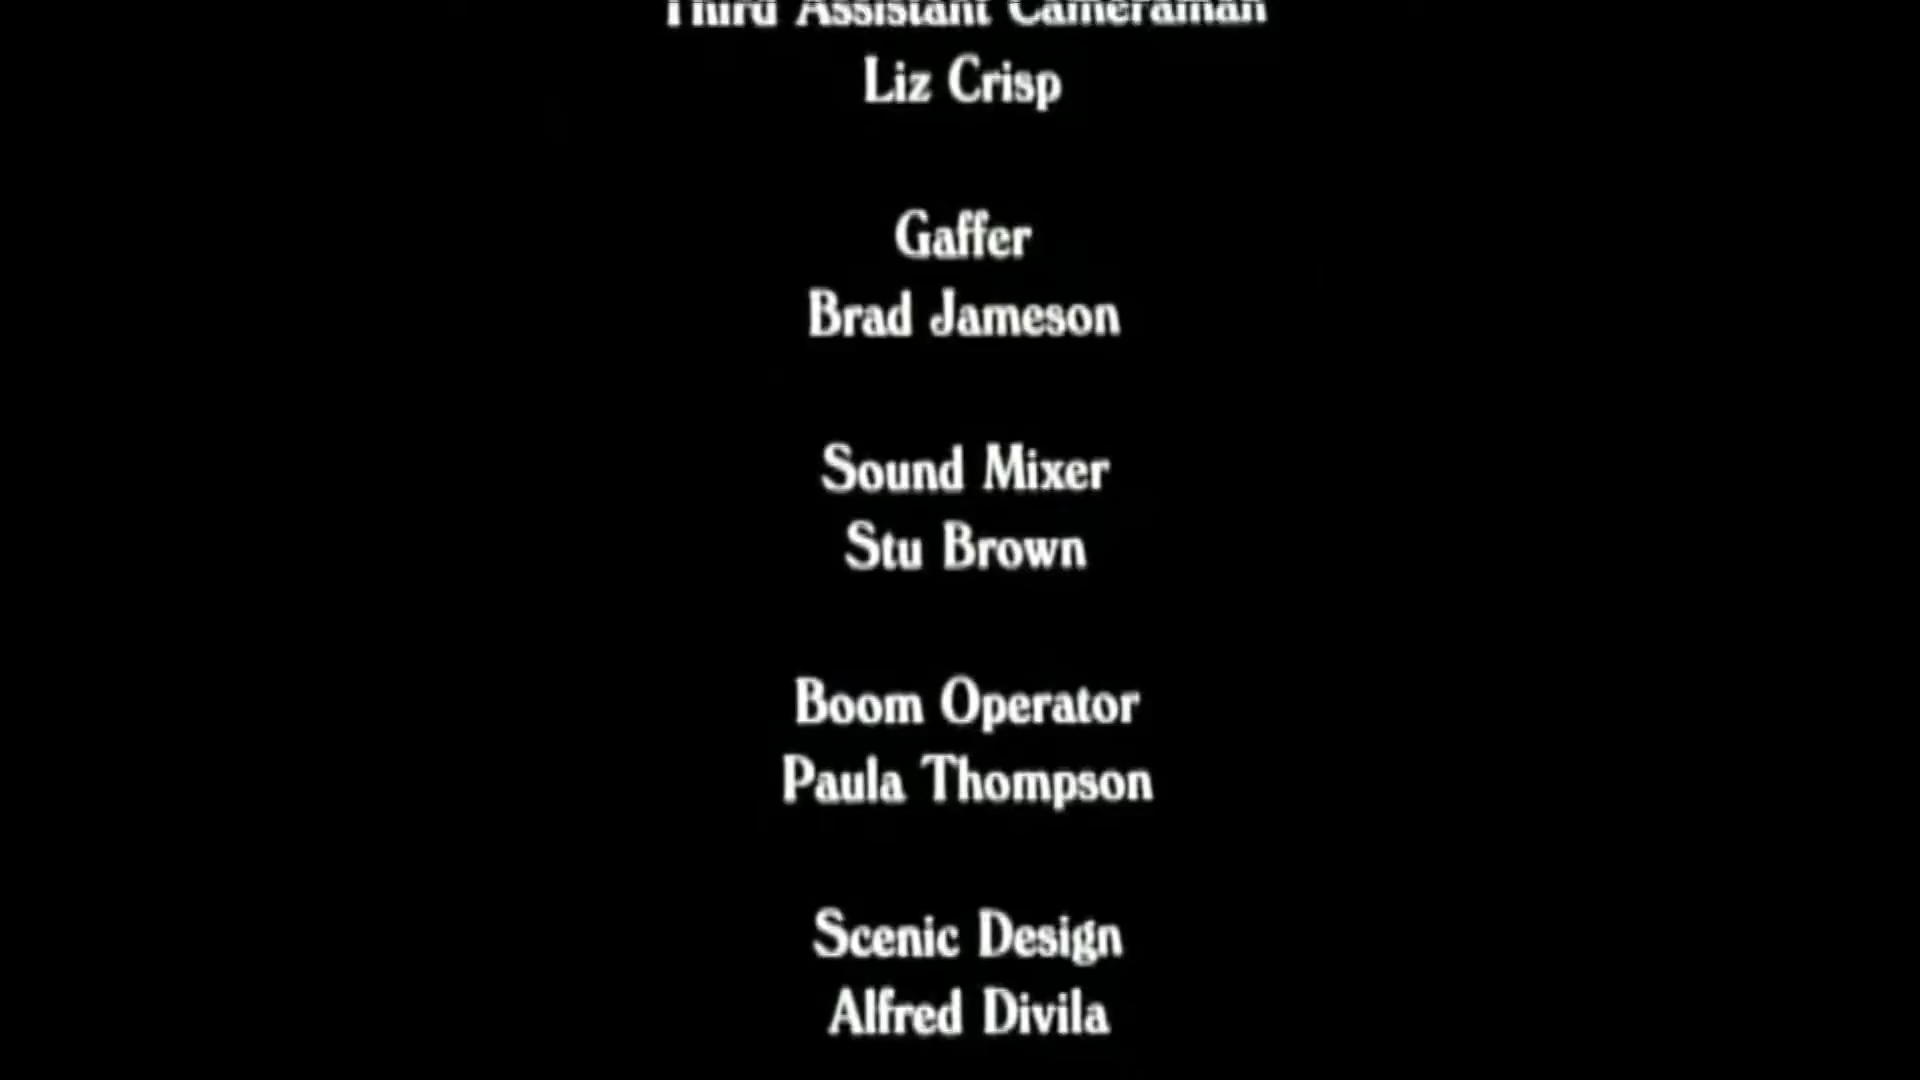 Third Assistant Cameraman
Liz Crisp
Gaffer
Brad Jameson
Sound Mixer
Stu Brown
Boom Operator
Paula Thompson
Scenic Design
Alfred Divila